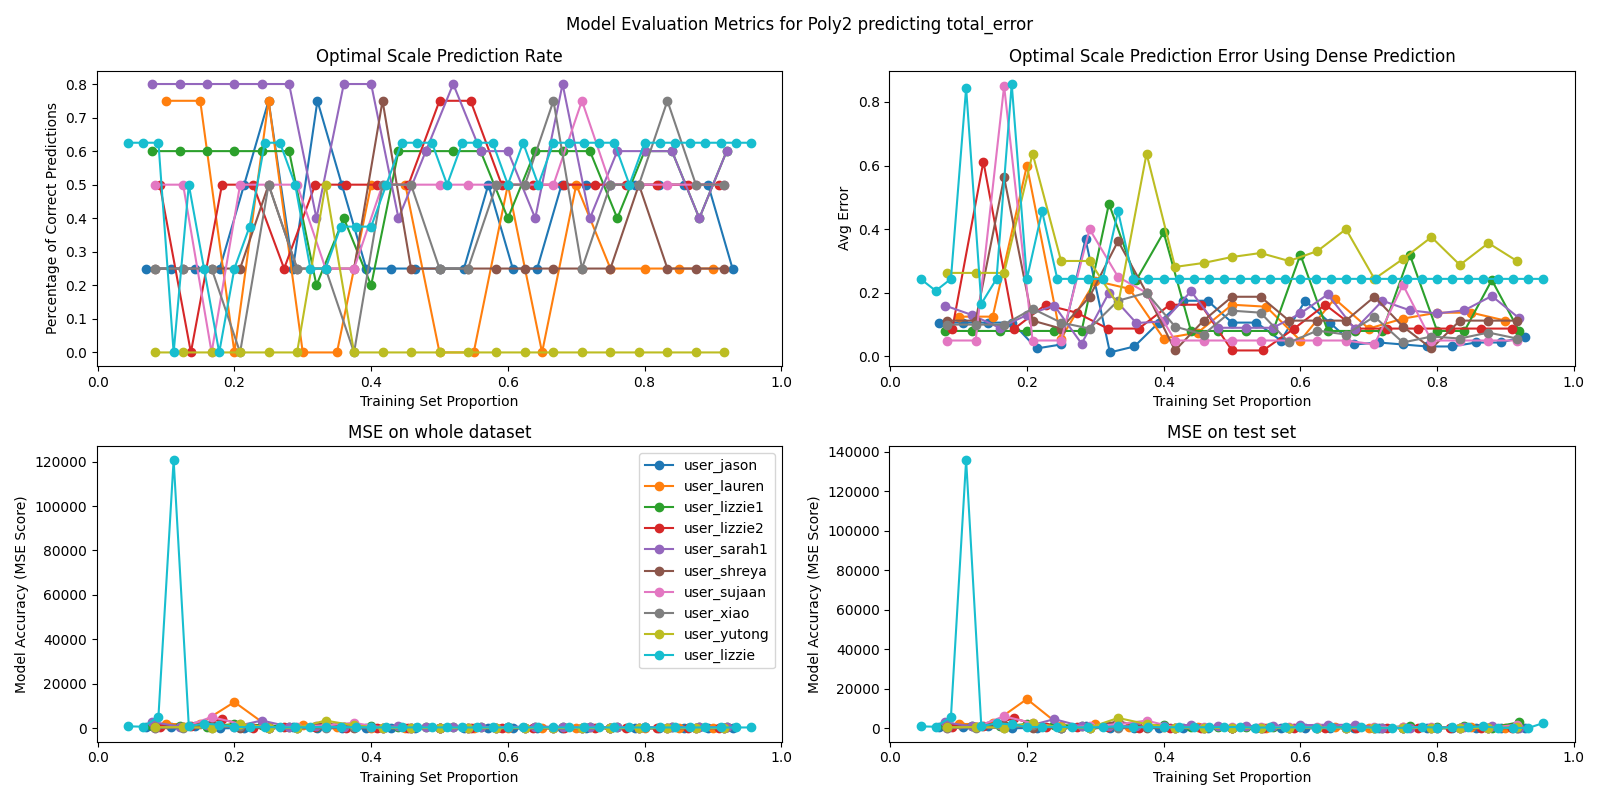 Model Evaluation Metrics for Poly2 predicting total_error
Optimal Scale Prediction Rate
Percentage of Correct Predictions
0.8
0.7
0.6
0.5
0.4
0.3
0.2
0.1
0.0
0.0 0.2 0.4 0.6 0.8 1.0
Training Set Proportion
Optimal Scale Prediction Error Using Dense Prediction
Avg Error
0.8
0.6
0.4
0.2
0.0
0.0 0.2 0.4 0.6 0.8 1.0
Training Set Proportion
MSE on whole dataset
Model Accuracy (MSE Score)
120000
100000
80000
60000
40000
20000
0
user_jason
user_lauren
user_lizzie1
user_lizzie2
user_sarah1
user_shreya
user_sujaan
user_xiao
user_yutong
user_lizzie
0.0 0.2 0.4 0.6 0.8 1.0
Training Set Proportion
MSE on test set
Model Accuracy (MSE Score)
140000
120000
100000
80000
60000
40000
20000
0
0.0 0.2 0.4 0.6 0.8 1.0
Training Set Proportion